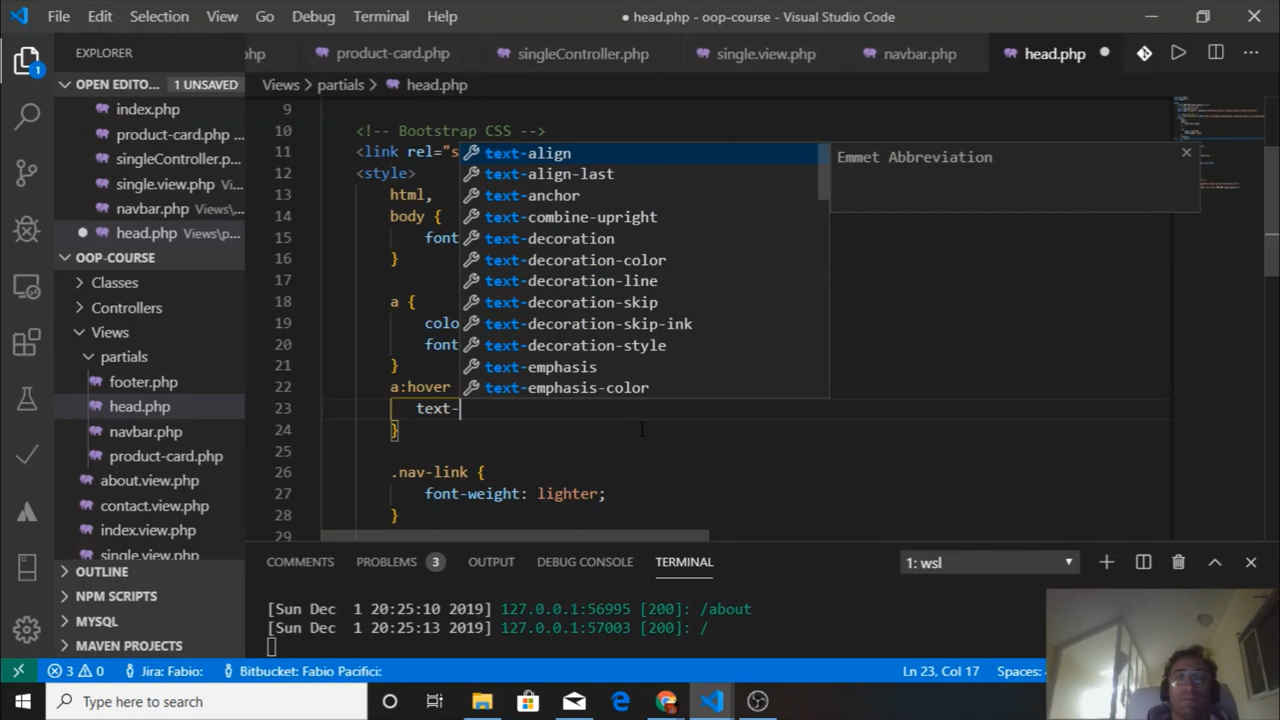 File Edit Selection View Go Debug Terminal Help
● head.php - oop-course - Visual Studio Code
EXPLORER
php product-card.php singleController.php single.view.php navbar.php head.php
OPEN EDITO... 1 UNSAVED
index.php
product-card.php ...
singleController.php
single.view.php
navbar.php Views\...
head.php Views\p...
OOP-COURSE
Classes
Controllers
Views
partials
footer.php
head.php
navbar.php
product-card.php
about.view.php
contact.view.php
index.view.php
single.view.php
OUTLINE
NPM SCRIPTS
MYSQL
MAVEN PROJECTS
1
Views > partials > head.php
9
10 <!-- Bootstrap CSS -->
11 <link rel="s
12 <style>
13 html,
14 body {
15 font
16 }
17
18 a {
19 colo
20 font
21 }
22 a:hover
23 text-
24 }
25
26 .nav-link {
27 font-weight: lighter;
28 }
29
text-align
text-align-last
text-anchor
text-combine-upright
text-decoration
text-decoration-color
text-decoration-line
text-decoration-skip
text-decoration-skip-ink
text-decoration-style
text-emphasis
text-emphasis-color
Emmet Abbreviation
COMMENTS PROBLEMS 3 OUTPUT DEBUG CONSOLE TERMINAL 1: wsl
[Sun Dec 1 20:25:10 2019] 127.0.0.1:56995 [200]: /about
[Sun Dec 1 20:25:13 2019] 127.0.0.1:57003 [200]: /
3 0 Jira: Fabio: Bitbucket: Fabio Pacifici: Ln 23, Col 17 Spaces:
Type here to search